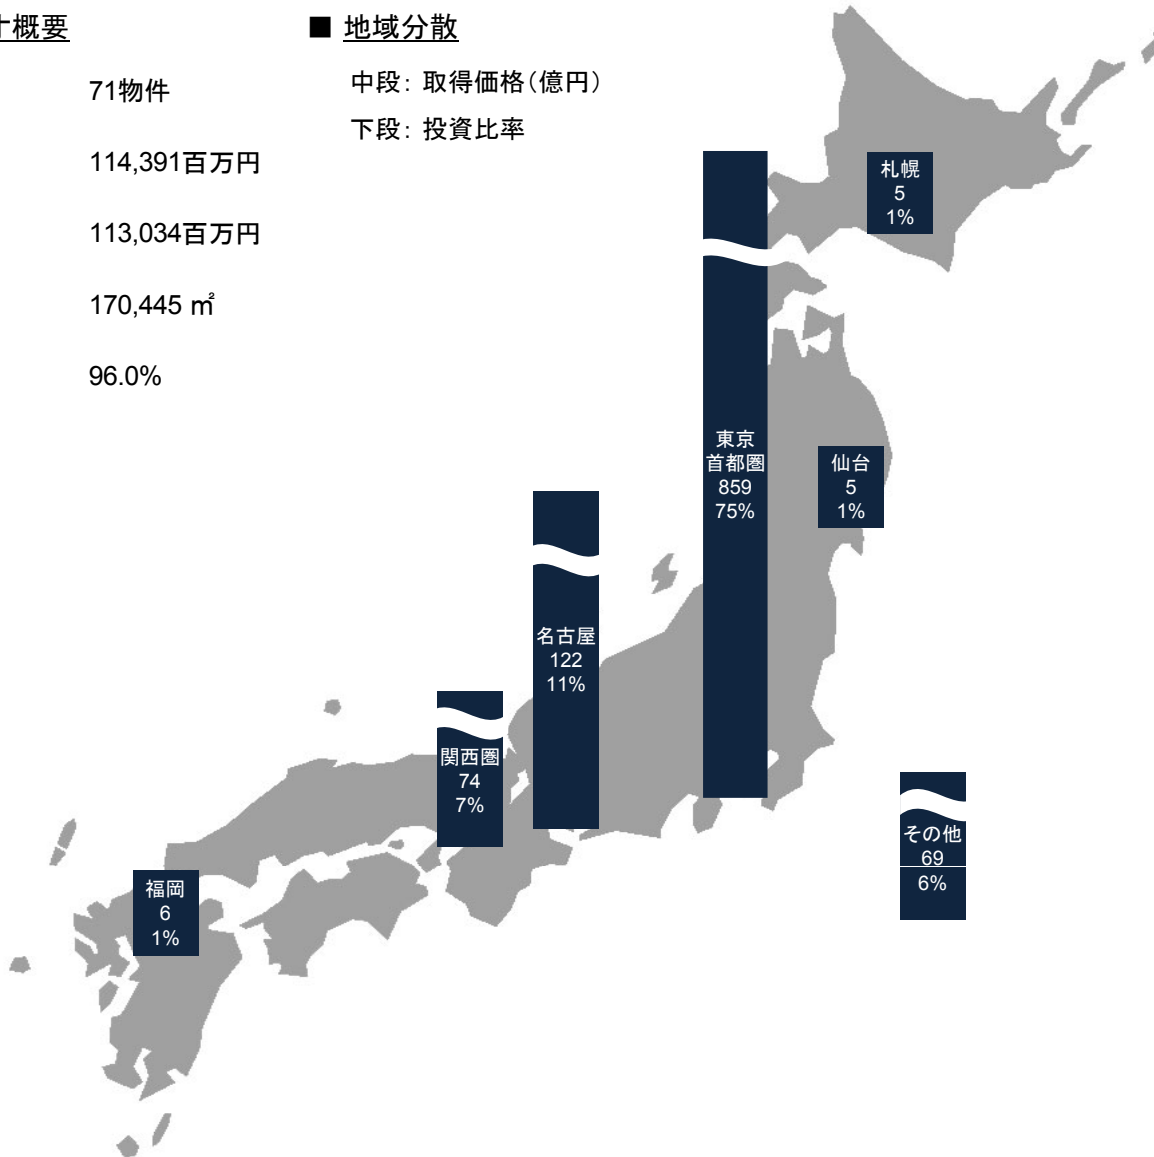 オ概要
71物件
114,391百万円
113,034百万円
170,445 ㎡
96.0%
■ 地域分散
中段: 取得価格(億円)
下段: 投資比率
札幌
5
1%
東京
首都圏
859
75%
仙台
5
1%
名古屋
122
11%
関西圏
74
7%
その他
69
6%
福岡
6
1%